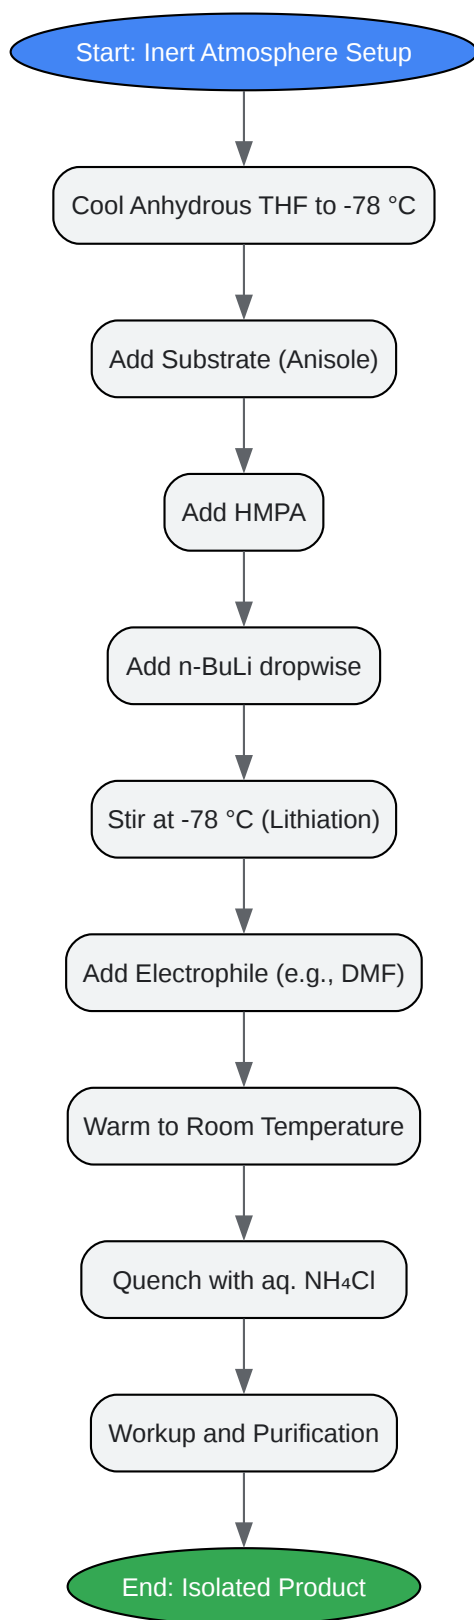 Start: Inert Atmosphere Setup
Cool Anhydrous THF to -78 °C
Add Substrate (Anisole)
Add HMPA
Add n-BuLi dropwise
Stir at -78 °C (Lithiation)
Add Electrophile (e.g., DMF)
Warm to Room Temperature
Quench with aq. NH₄Cl
Workup and Purification
End: Isolated Product